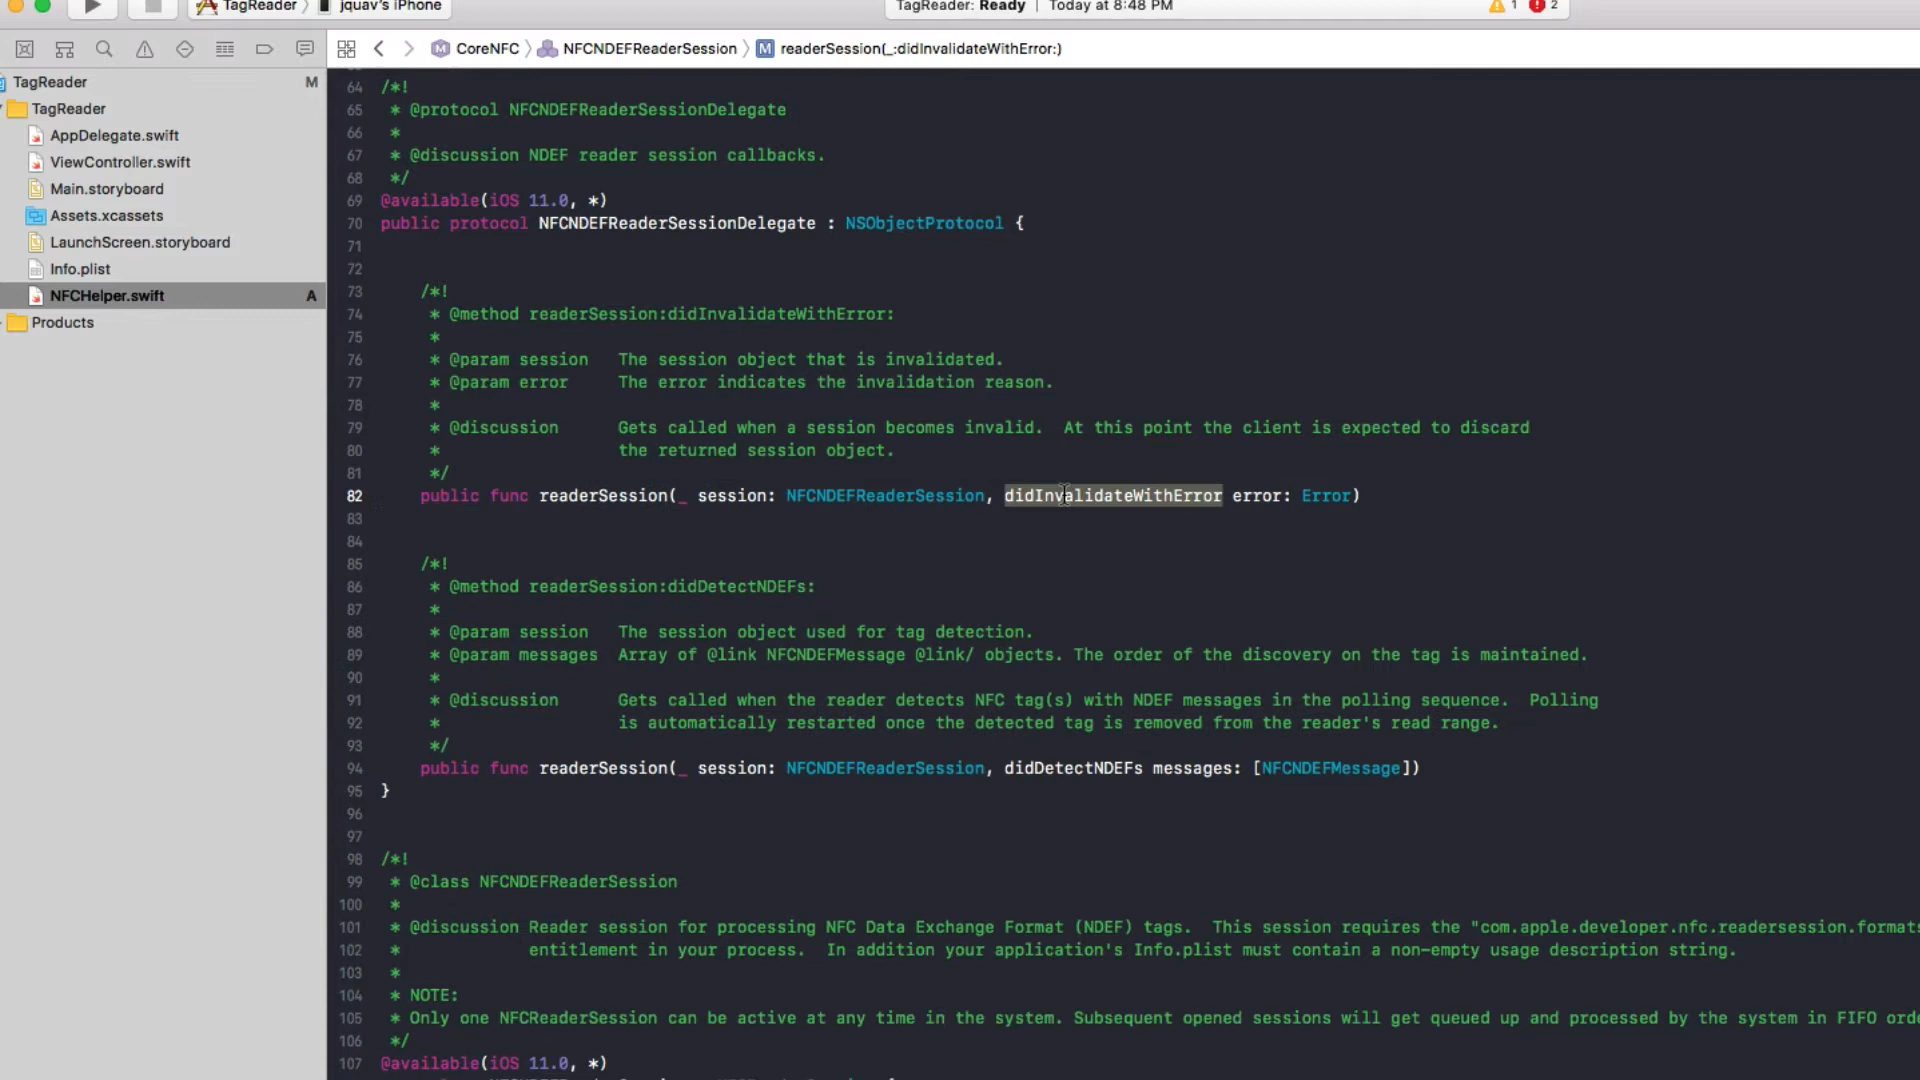 TagReader
jquav's iPhone
TagReader: Ready | Today at 8:48 PM
1
2
CoreNFC
NFCNDEFReaderSession
M
readerSession(_:didInvalidateWithError:)
TagReader
M
TagReader
AppDelegate.swift
ViewController.swift
Main.storyboard
Assets.xcassets
LaunchScreen.storyboard
Info.plist
NFCHelper.swift
A
Products
64 /*!
65 * @protocol NFCNDEFReaderSessionDelegate
66 *
67 * @discussion NDEF reader session callbacks.
68 */
69 @available(iOS 11.0, *)
70 public protocol NFCNDEFReaderSessionDelegate : NSObjectProtocol {
71
72
73 /*!
74 * @method readerSession:didInvalidateWithError:
75 *
76 * @param session The session object that is invalidated.
77 * @param error The error indicates the invalidation reason.
78 *
79 * @discussion Gets called when a session becomes invalid. At this point the client is expected to discard
80 * the returned session object.
81 */
82 public func readerSession(_ session: NFCNDEFReaderSession, didInvalidateWithError error: Error)
83
84
85 /*!
86 * @method readerSession:didDetectNDEFs:
87 *
88 * @param session The session object used for tag detection.
89 * @param messages Array of @link NFCNDEFMessage @link/ objects. The order of the discovery on the tag is maintained.
90 *
91 * @discussion Gets called when the reader detects NFC tag(s) with NDEF messages in the polling sequence. Polling
92 * is automatically restarted once the detected tag is removed from the reader's read range.
93 */
94 public func readerSession(_ session: NFCNDEFReaderSession, didDetectNDEFs messages: [NFCNDEFMessage])
95 }
96
97
98 /*!
99 * @class NFCNDEFReaderSession
100 *
101 * @discussion Reader session for processing NFC Data Exchange Format (NDEF) tags. This session requires the "com.apple.developer.nfc.readersession.formats
102 * entitlement in your process. In addition your application's Info.plist must contain a non-empty usage description string.
103 *
104 * NOTE:
105 * Only one NFCReaderSession can be active at any time in the system. Subsequent opened sessions will get queued up and processed by the system in FIFO orde
106 */
107 @available(iOS 11.0, *)